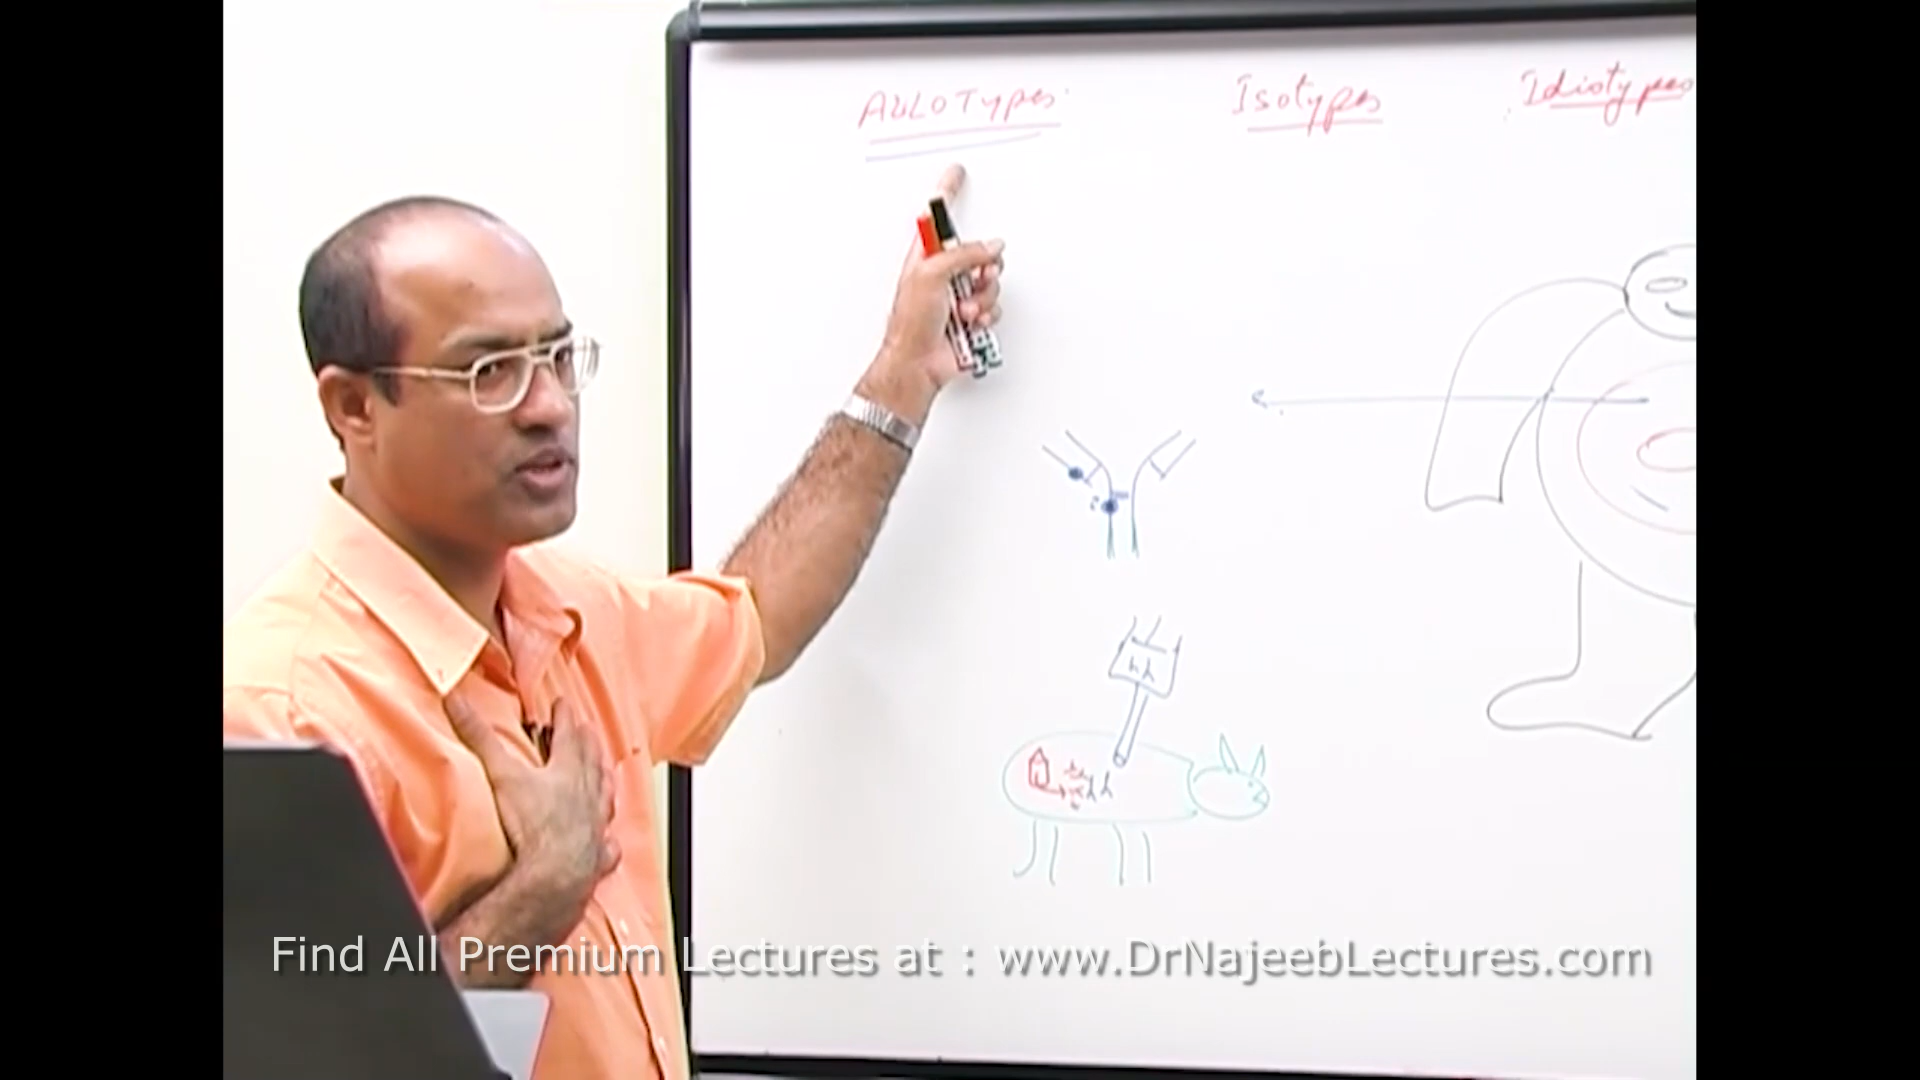 ALLOTypes
Isotypes
Idiotypes
Find All Premium Lectures at : www.DrNajeebLectures.com